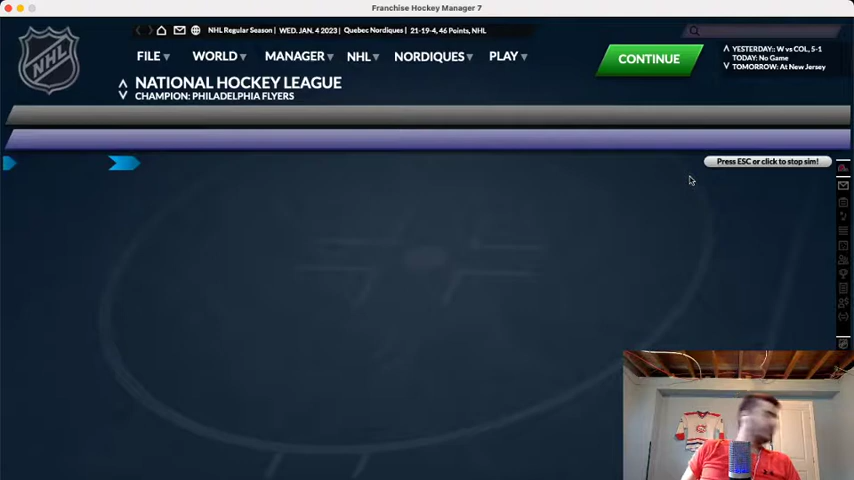 Franchise Hockey Manager 7
NHL Regular Season | WED. JAN. 4 2023 | Quebec Nordiques | 21-19-4, 46 Points, NHL
NHL
FILE WORLD MANAGER NHL NORDIQUES PLAY
CONTINUE
YESTERDAY:: W vs COL, 5-1
TODAY: No Game
TOMORROW: At New Jersey
NATIONAL HOCKEY LEAGUE
CHAMPION: PHILADELPHIA FLYERS
Press ESC or click to stop sim!